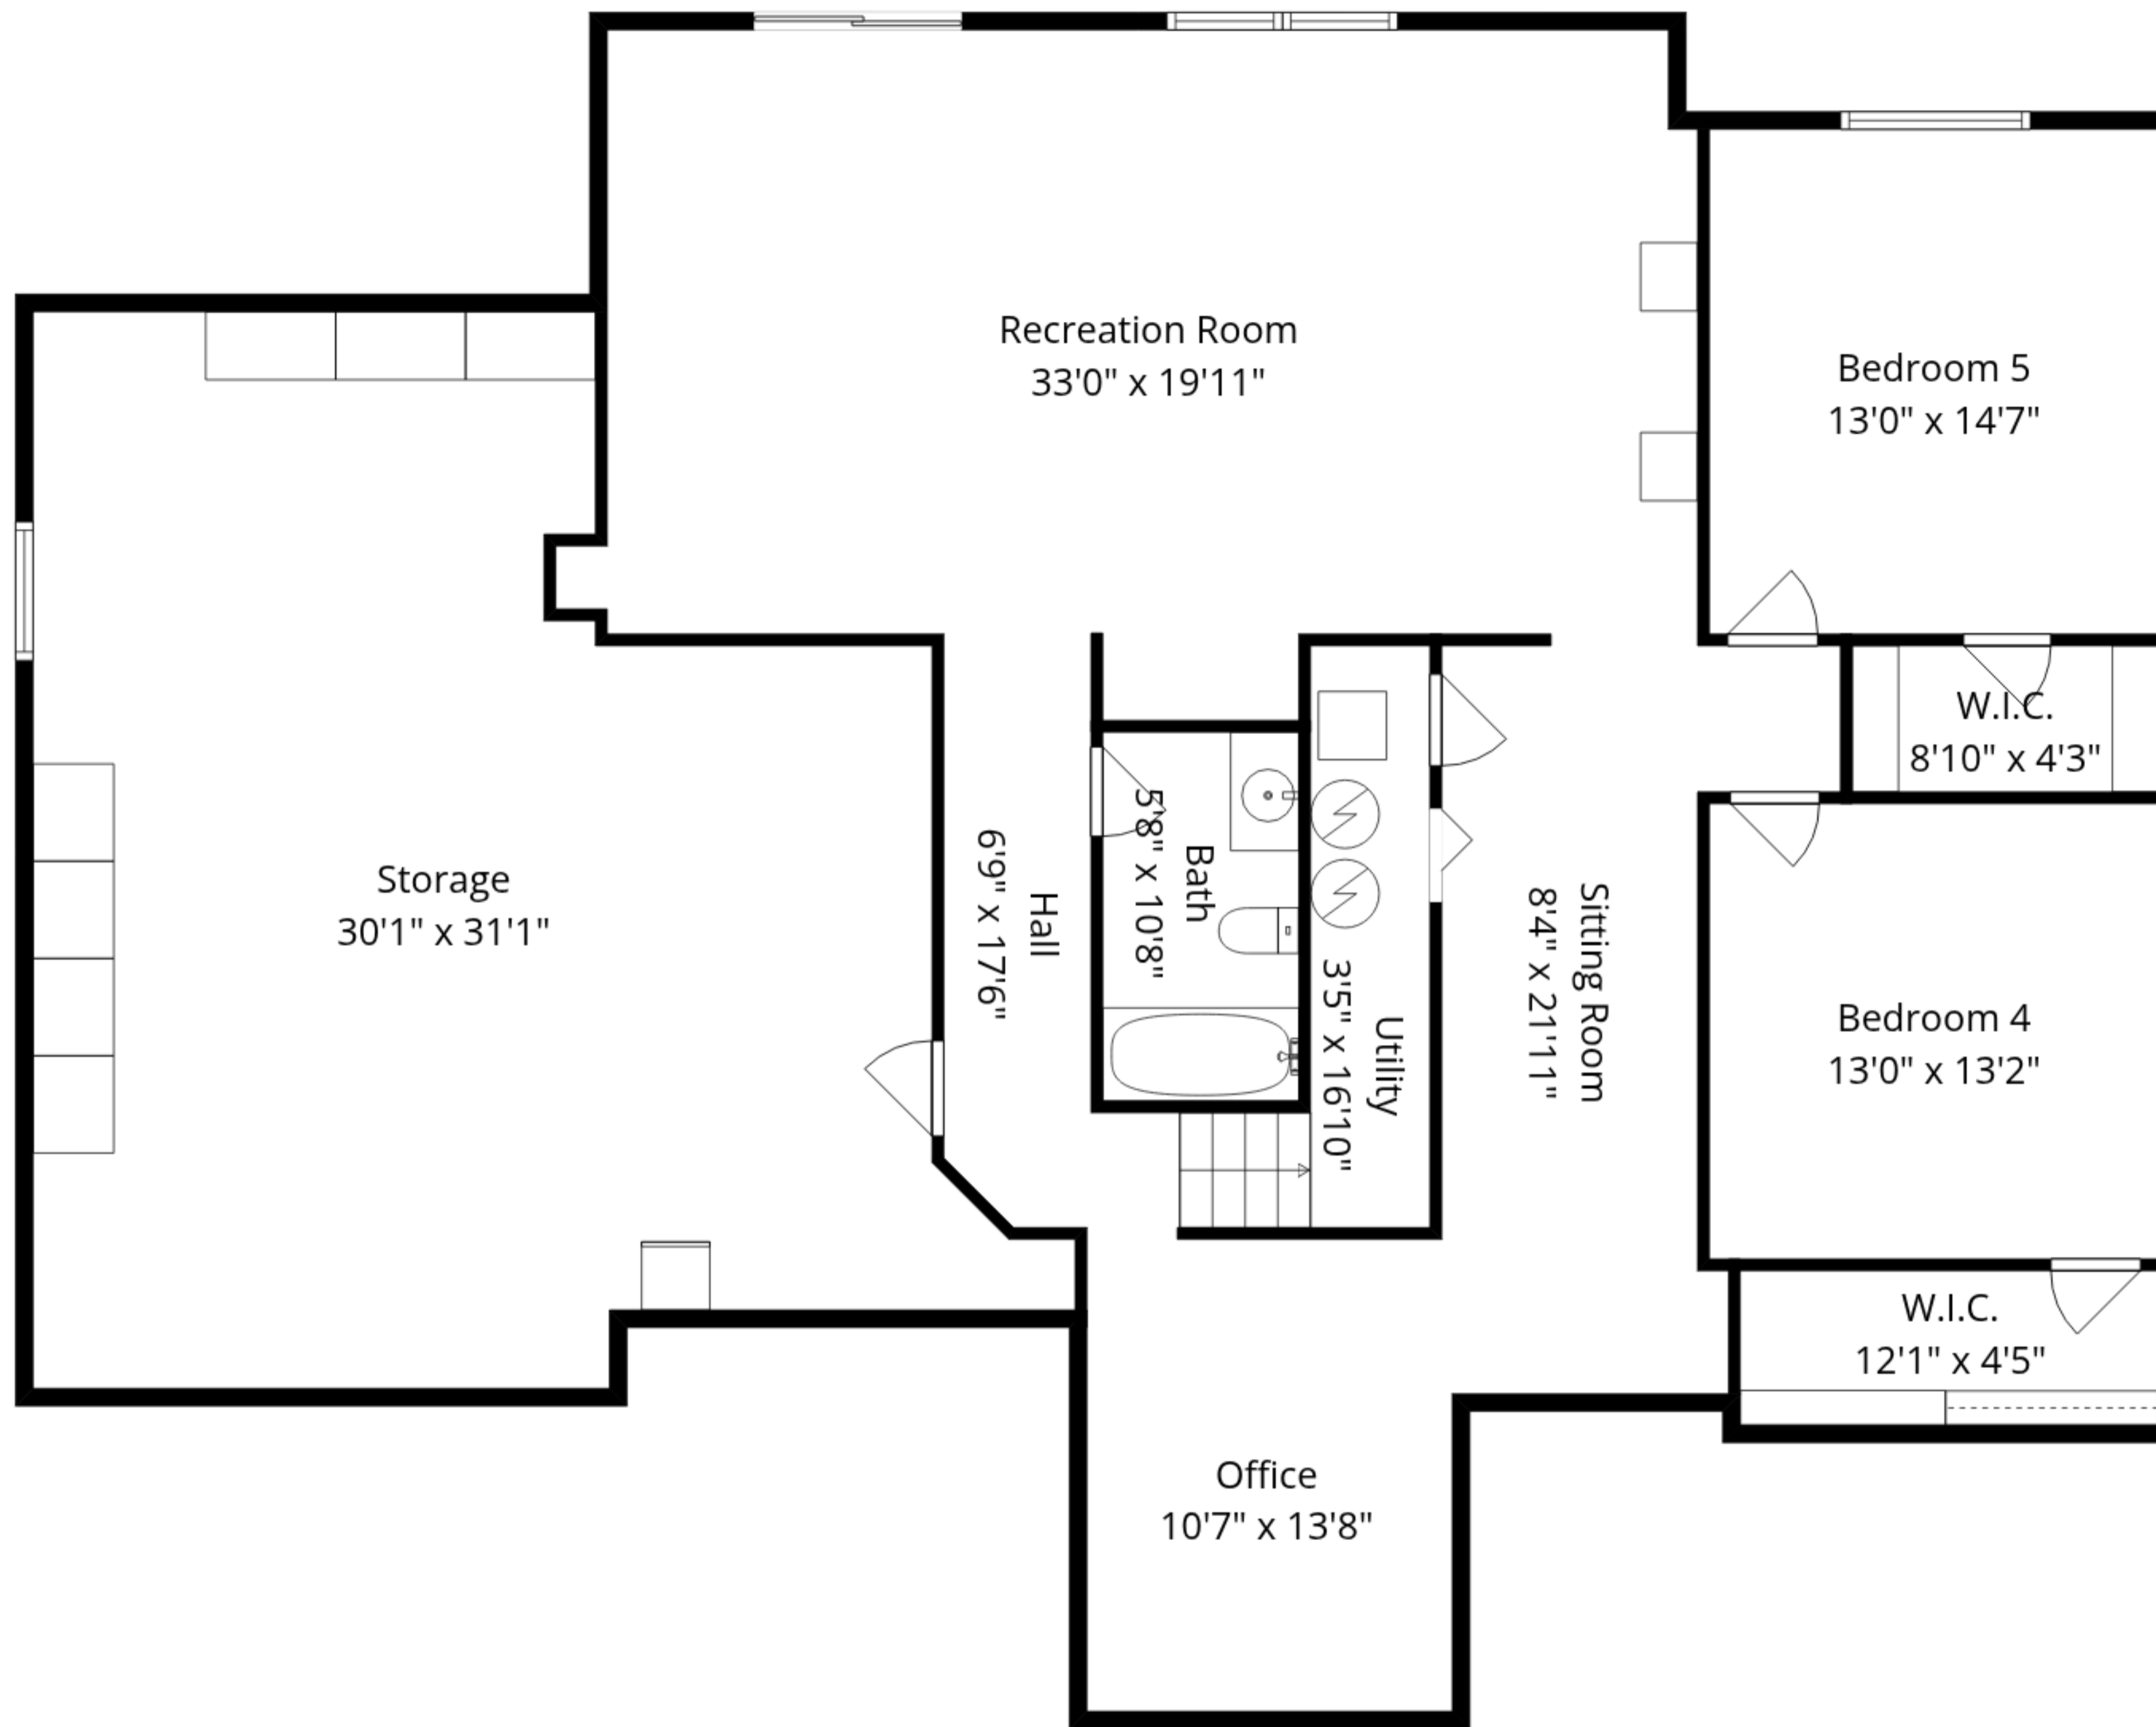 Recreation Room
33'0" x 19'11"
Bedroom 5
13'0" x 14'7"
W.I.C.
8'10" x 4'3"
Storage
30'1" x 31'1"
Hall
6'9" x 17'6"
Bath
5'8" x 10'8"
Utility
3'5" x 16'10"
Sitting Room
8'4" x 21'11"
Bedroom 4
13'0" x 13'2"
W.I.C.
12'1" x 4'5"
Office
10'7" x 13'8"